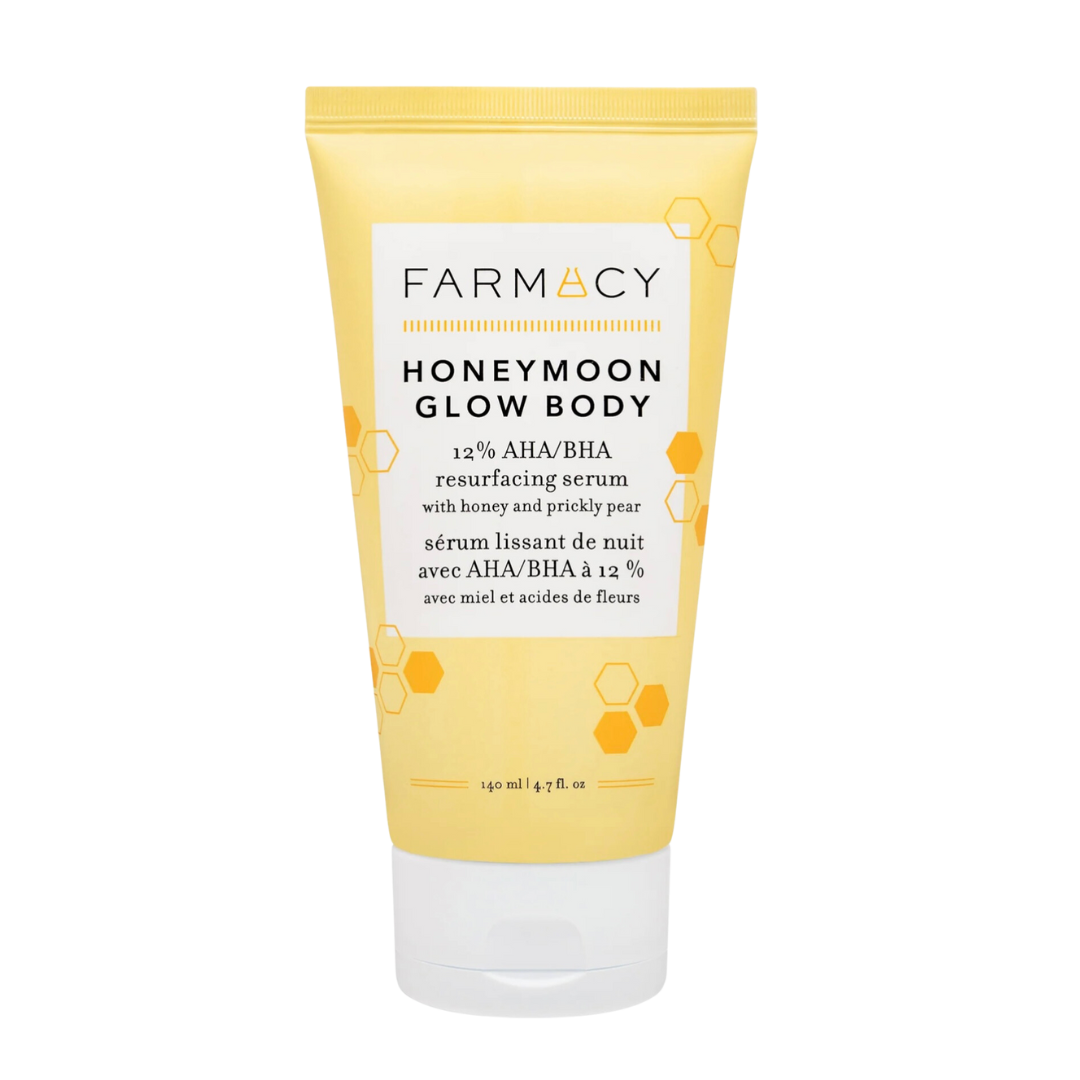 FARMACY
HONEYMOON
GLOW BODY
12% AHA/BHA
resurfacing serum
with honey and prickly pear
sérum lissant de nuit
avec AHA/BHA à 12 %
avec miel et acides de fleurs
140 ml | 4.7 fl. oz